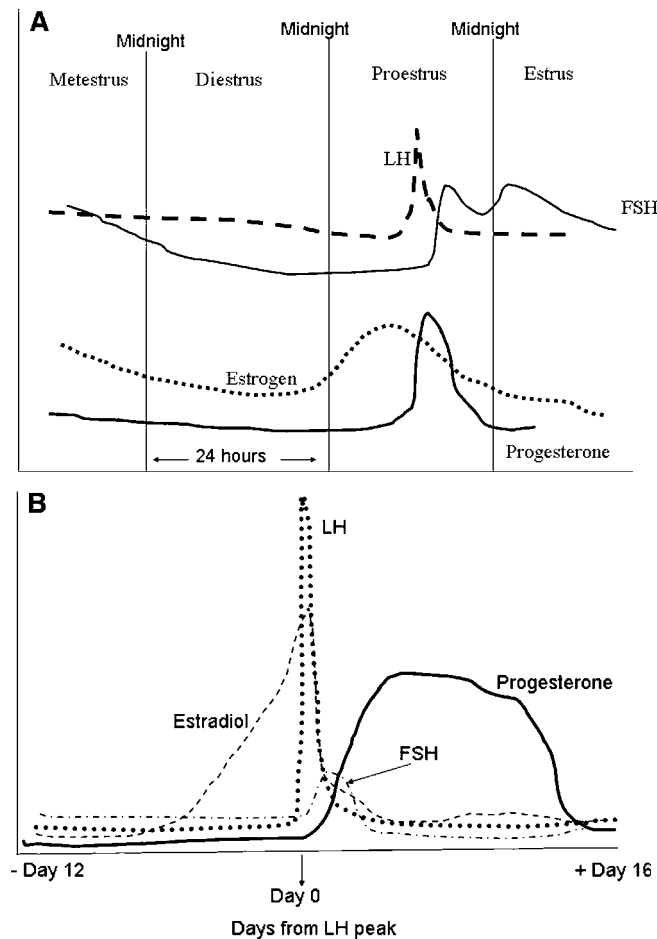 A
Midnight
Midnight
Midnight
Metestrus
Diestrus
Proestrus
Estrus
LH
FSH
Estrogen
24 hours
Progesterone
B
LH
Estradiol
Progesterone
FSH
- Day 12
Day 0
+ Day 16
Days from LH peak